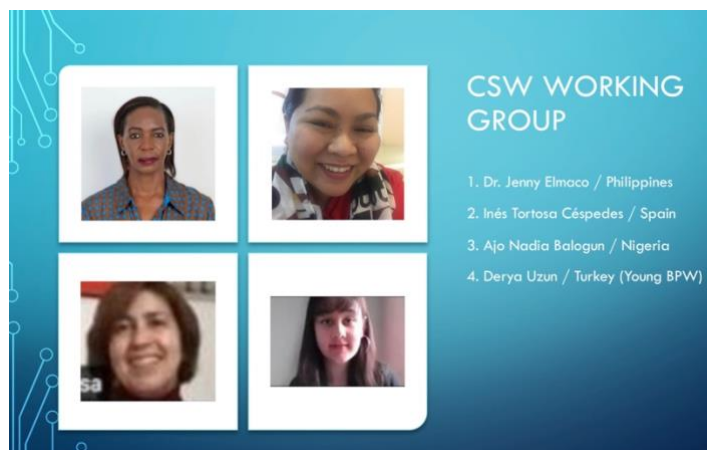 CSW WORKING
GROUP
1. Dr. Jenny Elmaco / Philippines
2. Inés Tortosa Céspedes / Spain
3. Ajo Nadia Balogun / Nigeria
4. Derya Uzun / Turkey (Young BPW)
sa